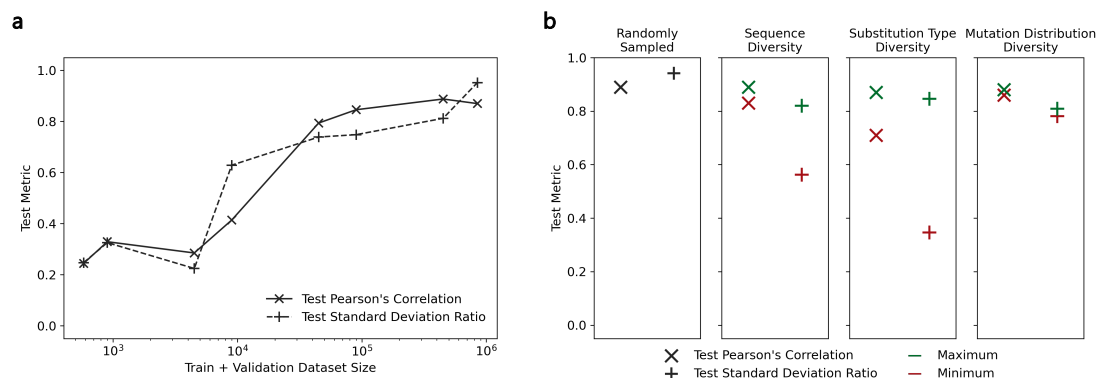 a
Test Metric
1.0
0.8
0.6
0.4
0.2
0.0
10³
10⁴
10⁵
10⁶
Train + Validation Dataset Size
Test Pearson's Correlation
Test Standard Deviation Ratio
b
Randomly
Sampled
Sequence
Diversity
Substitution Type
Diversity
Mutation Distribution
Diversity
Test Metric
1.0
0.8
0.6
0.4
0.2
0.0
Test Pearson's Correlation
Test Standard Deviation Ratio
Maximum
Minimum